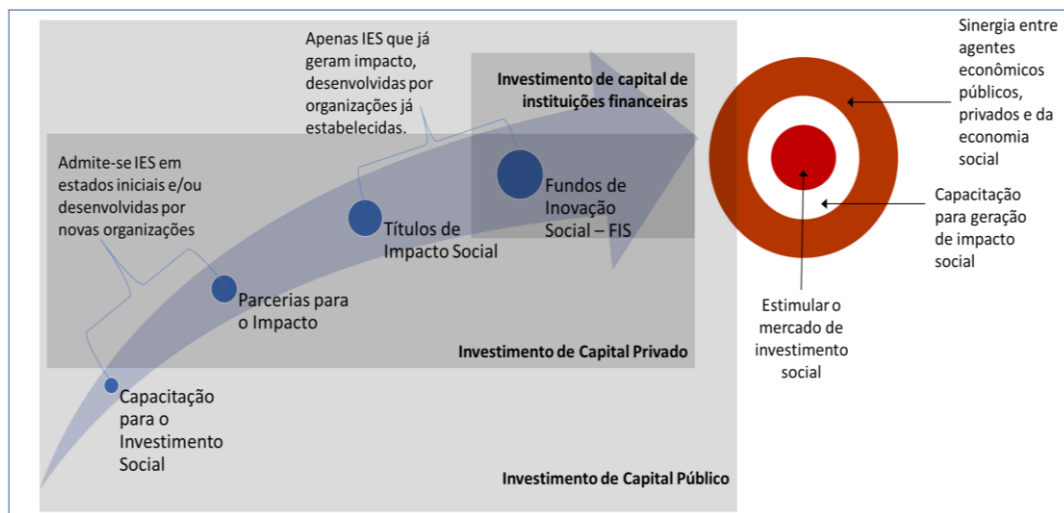 Apenas IES que já
geram impacto,
desenvolvidas por
organizações já
estabelecidas.
Investimento de capital de
instituições financeiras
Admite-se IES em
estados iniciais e/ou
desenvolvidas por
novas organizações
Fundos de
Inovação
Social – FIS
Títulos de
Impacto Social
Parcerias para
o Impacto
Investimento de Capital Privado
Capacitação
para o
Investimento
Social
Investimento de Capital Público
Sinergia entre
agentes
econômicos
públicos,
privados e da
economia
social
Capacitação
para geração
de impacto
social
Estimular o
mercado de
investimento
social